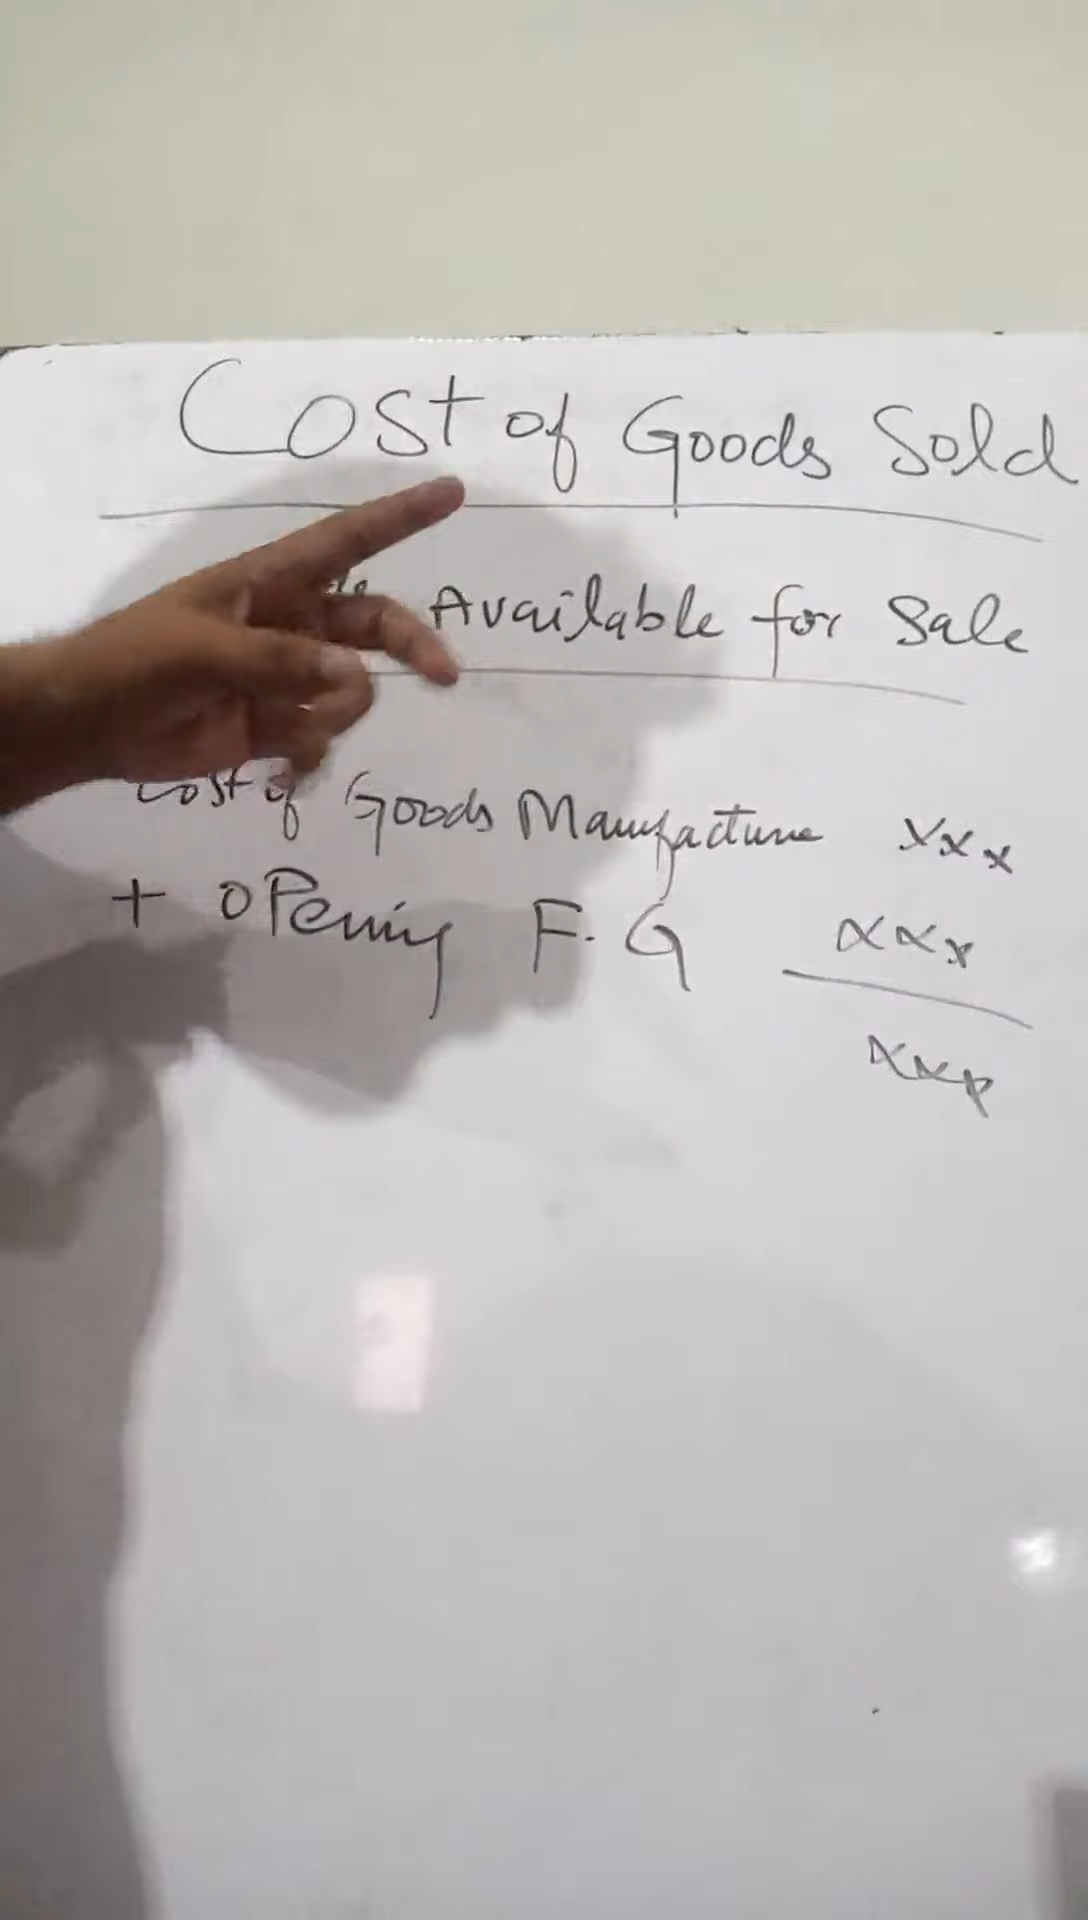 Cost of Goods Sold
Available for Sale
Cost of Goods Manufacture xxx
+ Opening F.G xxx
xxx